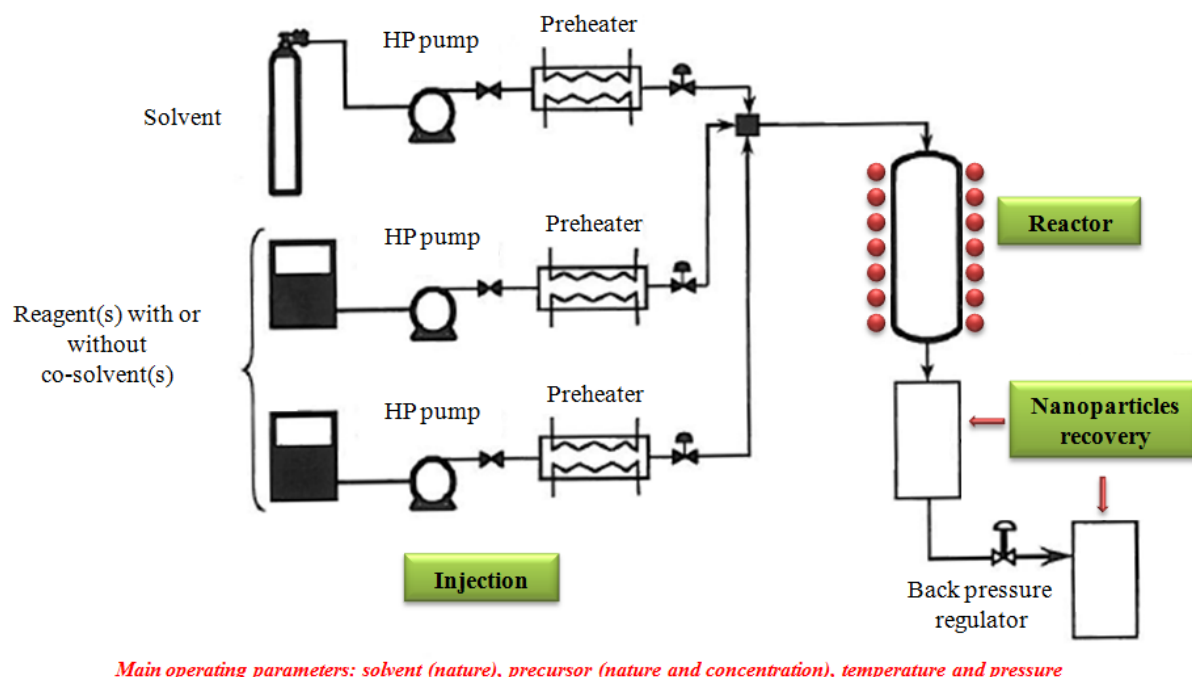 HP pump
Preheater
Solvent
HP pump
Preheater
Reactor
Reagent(s) with or
without
co-solvent(s)
HP pump
Preheater
Nanoparticles
recovery
Injection
Back pressure
regulator
Main operating parameters: solvent (nature), precursor (nature and concentration), temperature and pressure